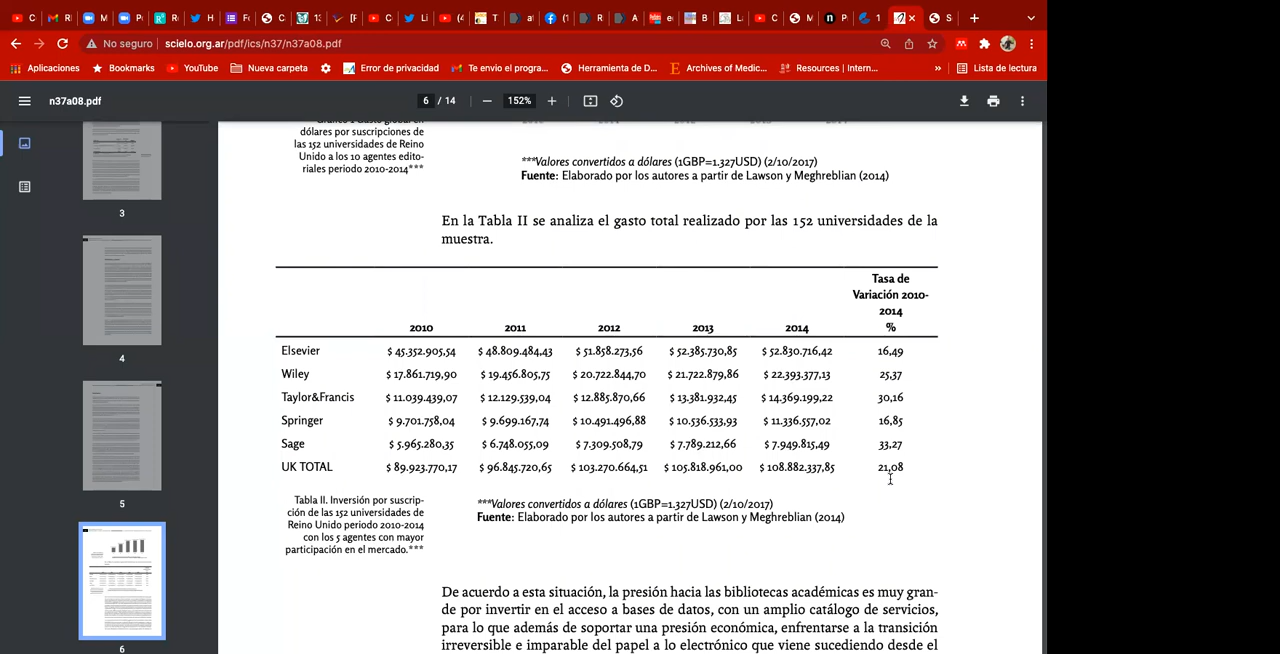 No seguro scielo.org.ar/pdf/ics/n37/n37a08.pdf
Aplicaciones Bookmarks YouTube Nueva carpeta Error de privacidad Te envio el progra... Herramienta de D... Archives of Medic... Resources | Intern... » Lista de lectura
n37a08.pdf 6 / 14 152%
3
4
5
6
dólares por suscripciones de
las 152 universidades de Reino
Unido a los 10 agentes edito-
riales periodo 2010-2014***
***Valores convertidos a dólares (1GBP=1.327USD) (2/10/2017)
Fuente: Elaborado por los autores a partir de Lawson y Meghreblian (2014)
En la Tabla II se analiza el gasto total realizado por las 152 universidades de la
muestra.
Tasa de
Variación 2010-
2014
2010 2011 2012 2013 2014 %
Elsevier $ 45.352.905,54 $ 48.809.484,43 $ 51.858.273,56 $ 52.385.730,85 $ 52.830.716,42 16,49
Wiley $ 17.861.719,90 $ 19.456.805,75 $ 20.722.844,70 $ 21.722.879,86 $ 22.393.377,13 25,37
Taylor&Francis $ 11.039.439,07 $ 12.129.539,04 $ 12.885.870,66 $ 13.381.932,45 $ 14.369.199,22 30,16
Springer $ 9.701.758,04 $ 9.699.167,74 $ 10.491.496,88 $ 10.536.533,93 $ 11.336.557,02 16,85
Sage $ 5.965.280,35 $ 6.748.055,09 $ 7.309.508,79 $ 7.789.212,66 $ 7.949.815,49 33,27
UK TOTAL $ 89.923.770,17 $ 96.845.720,65 $ 103.270.664,51 $ 105.818.961,00 $ 108.882.337,85 21,08
Tabla II. Inversión por suscrip-
ción de las 152 universidades de
Reino Unido periodo 2010-2014
con los 5 agentes con mayor
participación en el mercado.***
***Valores convertidos a dólares (1GBP=1.327USD) (2/10/2017)
Fuente: Elaborado por los autores a partir de Lawson y Meghreblian (2014)
De acuerdo a esta situación, la presión hacia las bibliotecas académicas es muy gran-
de por invertir en el acceso a bases de datos, con un amplio catálogo de servicios,
para lo que además de soportar una presión económica, enfrentarse a la transición
irreversible e imparable del papel a lo electrónico que viene sucediendo desde el